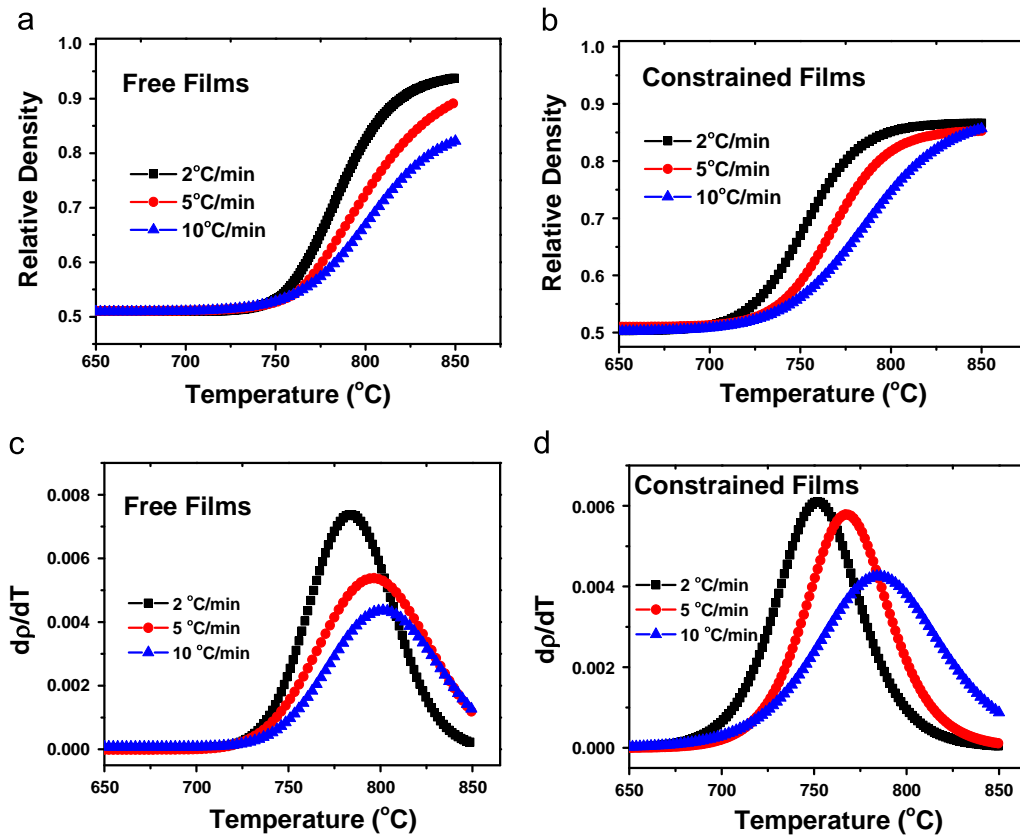 a
1.0
0.9
0.8
0.7
0.6
0.5
Relative Density
Free Films
2°C/min
5°C/min
10°C/min
650 700 750 800 850
Temperature (°C)
b
1.0
0.9
0.8
0.7
0.6
0.5
Relative Density
Constrained Films
2°C/min
5°C/min
10°C/min
650 700 750 800 850
Temperature (°C)
c
0.008
0.006
0.004
0.002
0.000
dρ/dT
Free Films
2 °C/min
5 °C/min
10 °C/min
650 700 750 800 850
Temperature (°C)
d
0.006
0.004
0.002
0.000
dρ/dT
Constrained Films
2 °C/min
5 °C/min
10 °C/min
650 700 750 800 850
Temperature (°C)